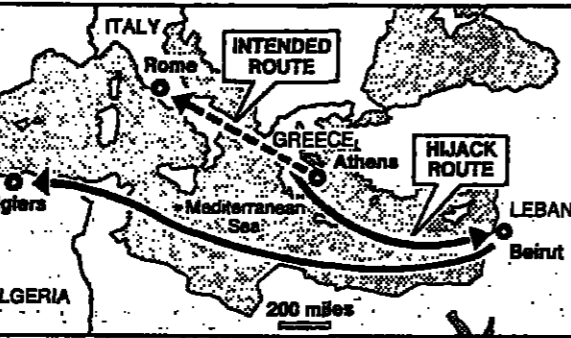 ITALY
Rome
INTENDED
ROUTE
GREECE
Athens
HIJACK
ROUTE
giers
Mediterranean
Sea
LEBAN
Beirut
LGERIA
200 miles